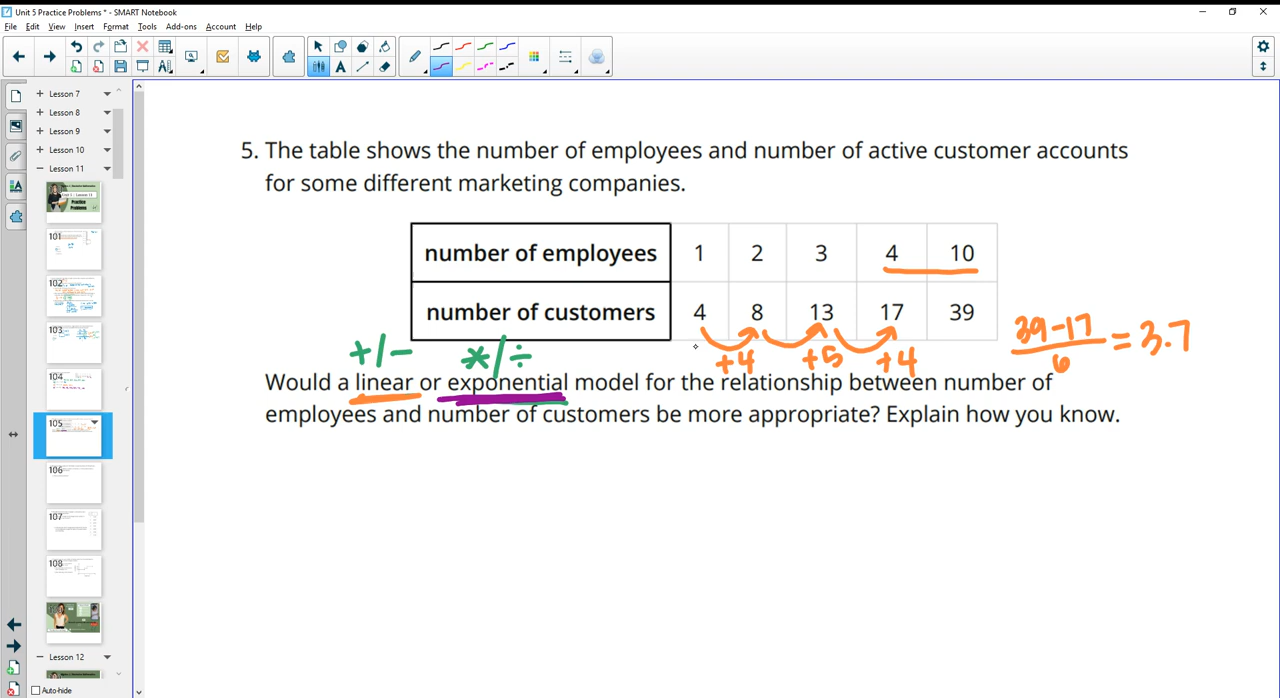 Unit 5 Practice Problems * - SMART Notebook
File Edit View Insert Format Tools Add-ons Account Help
Lesson 7
Lesson 8
Lesson 9
Lesson 10
Lesson 11
Practice
Problems
101
102
103
104
105
106
107
108
Lesson 12
Auto-hide
5. The table shows the number of employees and number of active customer accounts
for some different marketing companies.
number of employees 1 2 3 4 10
number of customers 4 8 13 17 39
+4 +5 +4
39-17
6
= 3.7
+/- */÷
Would a linear or exponential model for the relationship between number of
employees and number of customers be more appropriate? Explain how you know.